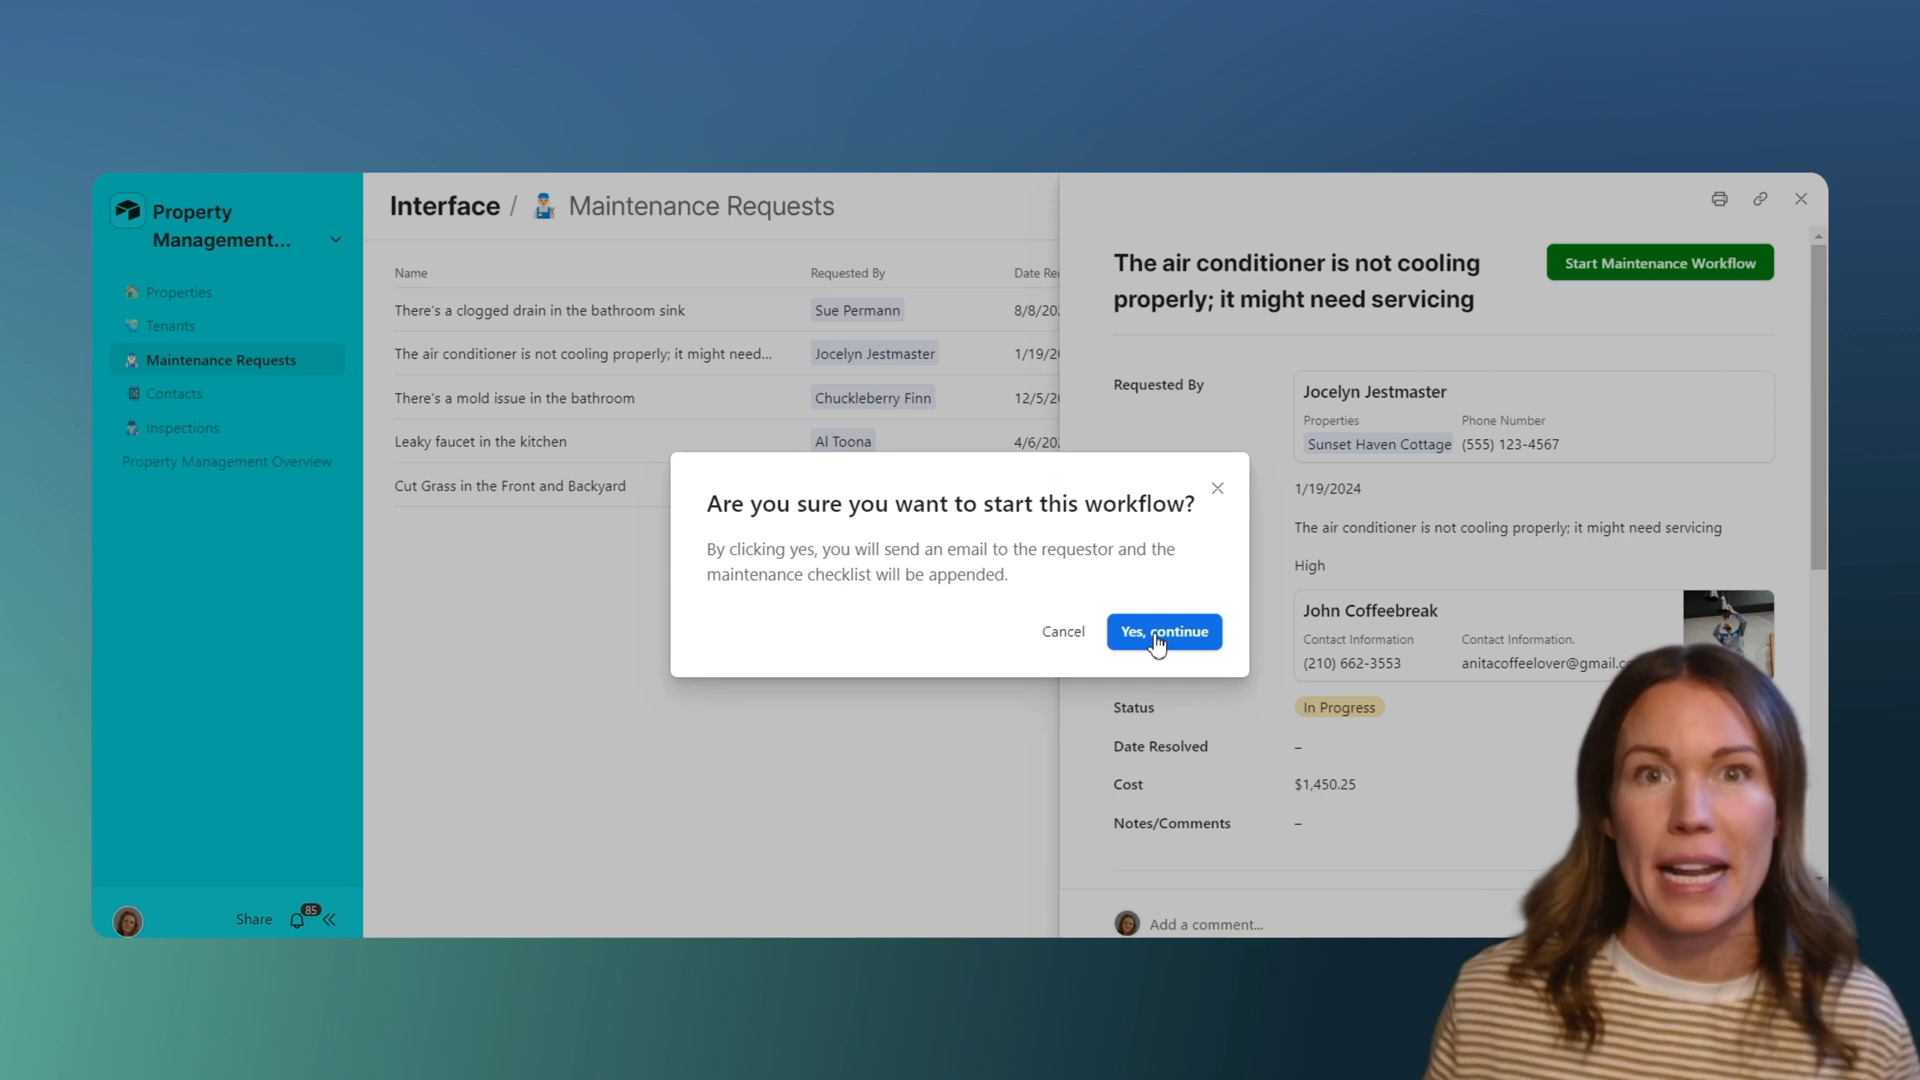 Property
Management...
Properties
Tenants
Maintenance Requests
Contacts
Inspections
Property Management Overview
Share
85
Interface / Maintenance Requests
Name Requested By Date Re
There's a clogged drain in the bathroom sink Sue Permann 8/8/20
The air conditioner is not cooling properly; it might need... Jocelyn Jestmaster 1/19/2
There's a mold issue in the bathroom Chuckleberry Finn 12/5/2
Leaky faucet in the kitchen Al Toona 4/6/20
Cut Grass in the Front and Backyard
Are you sure you want to start this workflow?
By clicking yes, you will send an email to the requestor and the
maintenance checklist will be appended.
Cancel Yes, continue
The air conditioner is not cooling
properly; it might need servicing
Start Maintenance Workflow
Requested By
Jocelyn Jestmaster
Properties Phone Number
Sunset Haven Cottage (555) 123-4567
1/19/2024
The air conditioner is not cooling properly; it might need servicing
High
John Coffeebreak
Contact Information Contact Information.
(210) 662-3553 anitacoffeelover@gmail.c
Status In Progress
Date Resolved –
Cost $1,450.25
Notes/Comments –
Add a comment...